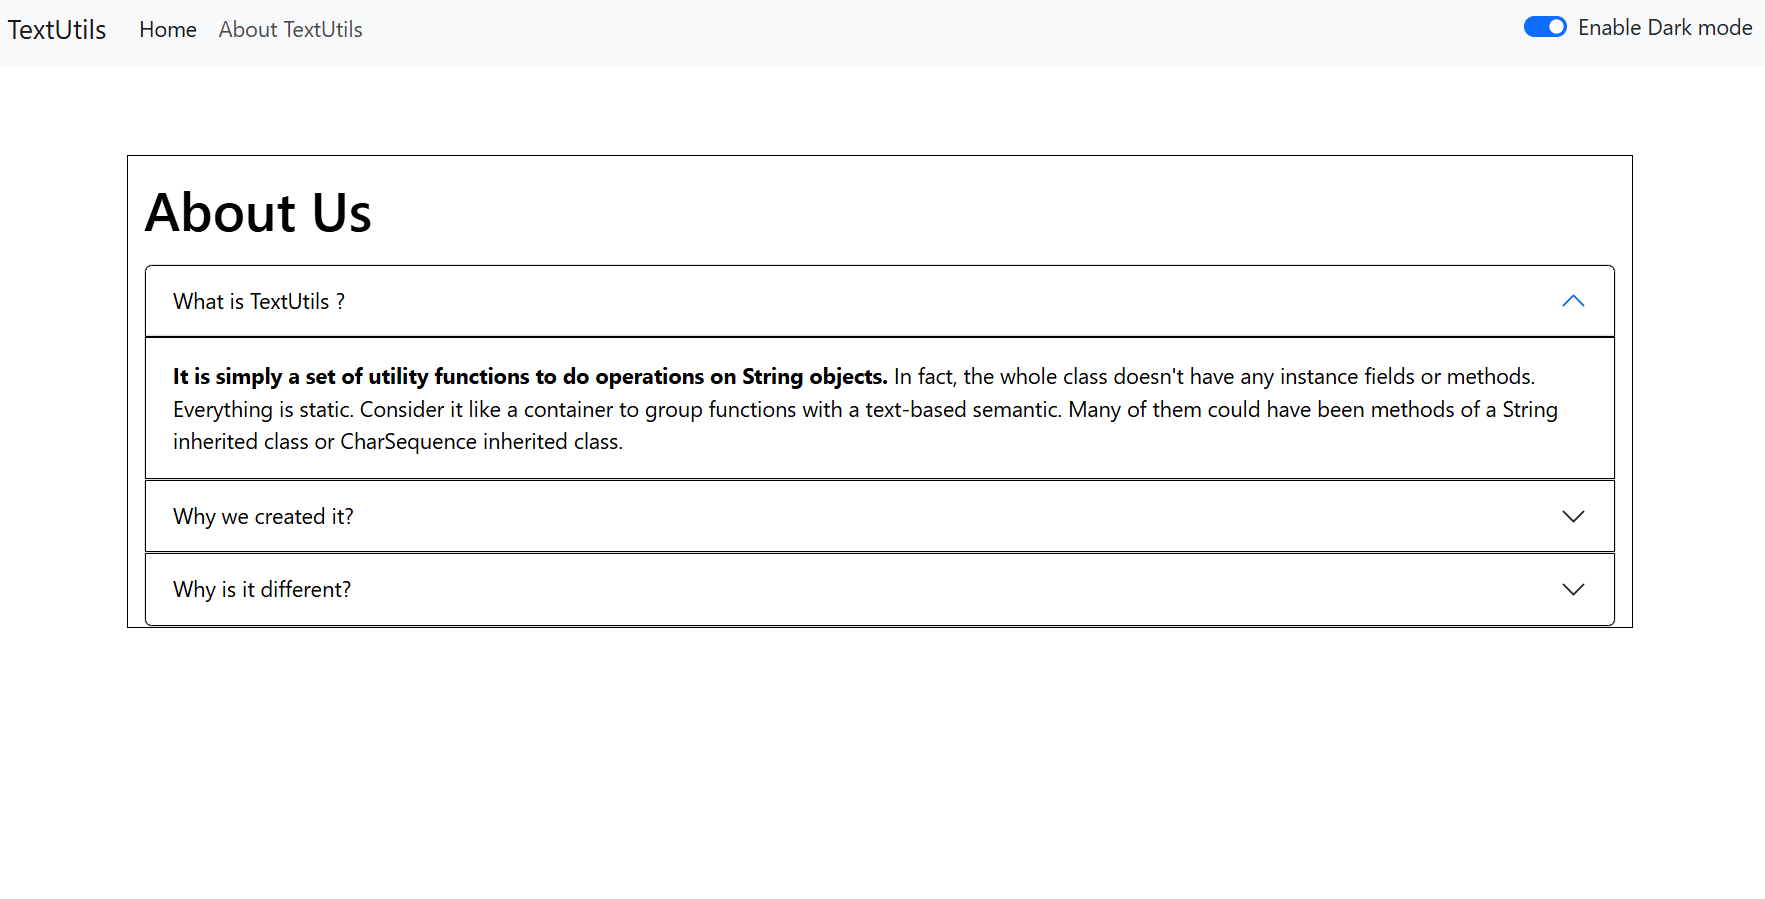 TextUtils Home About TextUtils Enable Dark mode
About Us
What is TextUtils ?
It is simply a set of utility functions to do operations on String objects. In fact, the whole class doesn't have any instance fields or methods.
Everything is static. Consider it like a container to group functions with a text-based semantic. Many of them could have been methods of a String
inherited class or CharSequence inherited class.
Why we created it?
Why is it different?